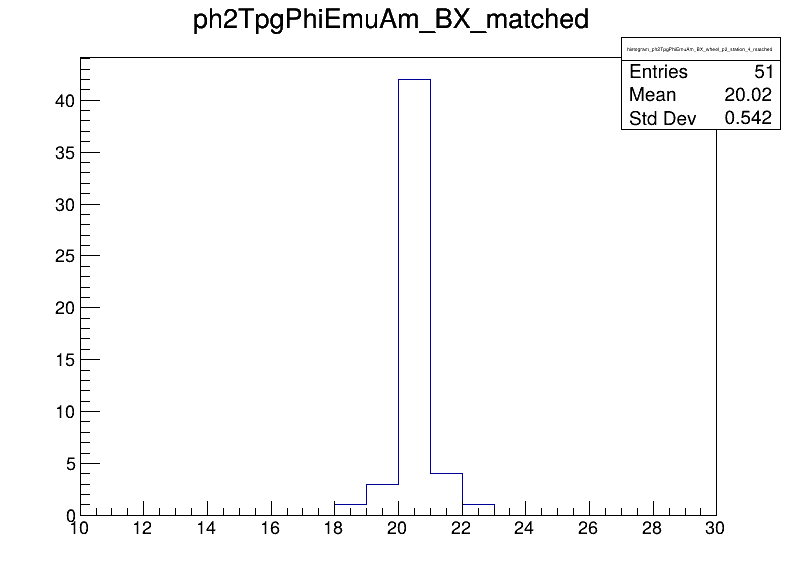 ph2TpgPhiEmuAm_BX_matched
histogram_ph2TpgPhiEmuAm_BX_wheel_p2_station_4_matched
Entries 51
Mean 20.02
Std Dev 0.542
40
35
30
25
20
15
10
5
0
10 12 14 16 18 20 22 24 26 28 30